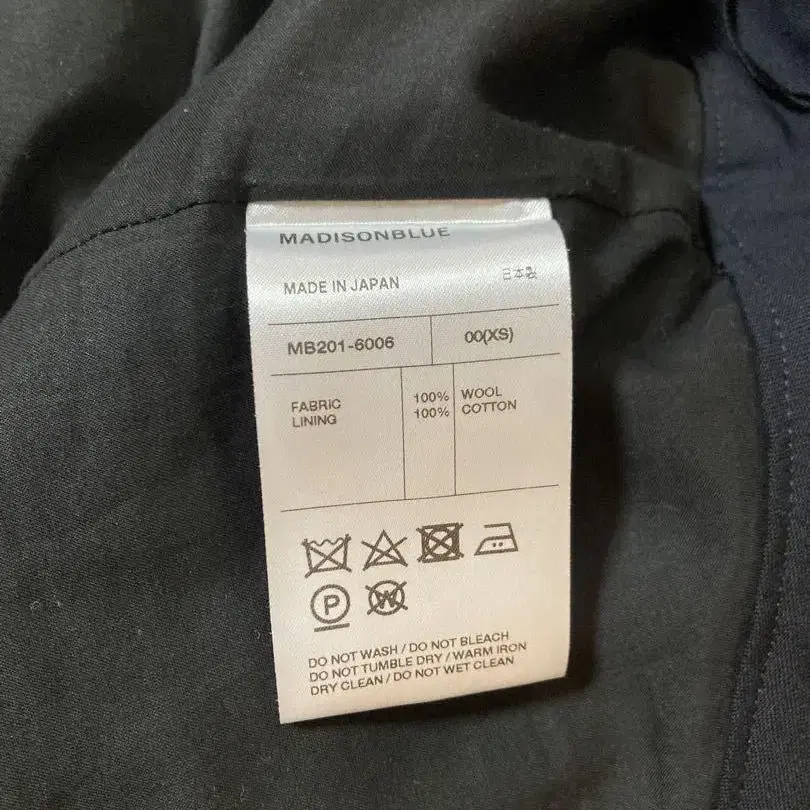 MADISONBLUE
MADE IN JAPAN 日本製
MB201-6006 00(XS)
FABRIC 100% WOOL
LINING 100% COTTON
P W
DO NOT WASH / DO NOT BLEACH
DO NOT TUMBLE DRY / WARM IRON
DRY CLEAN / DO NOT WET CLEAN